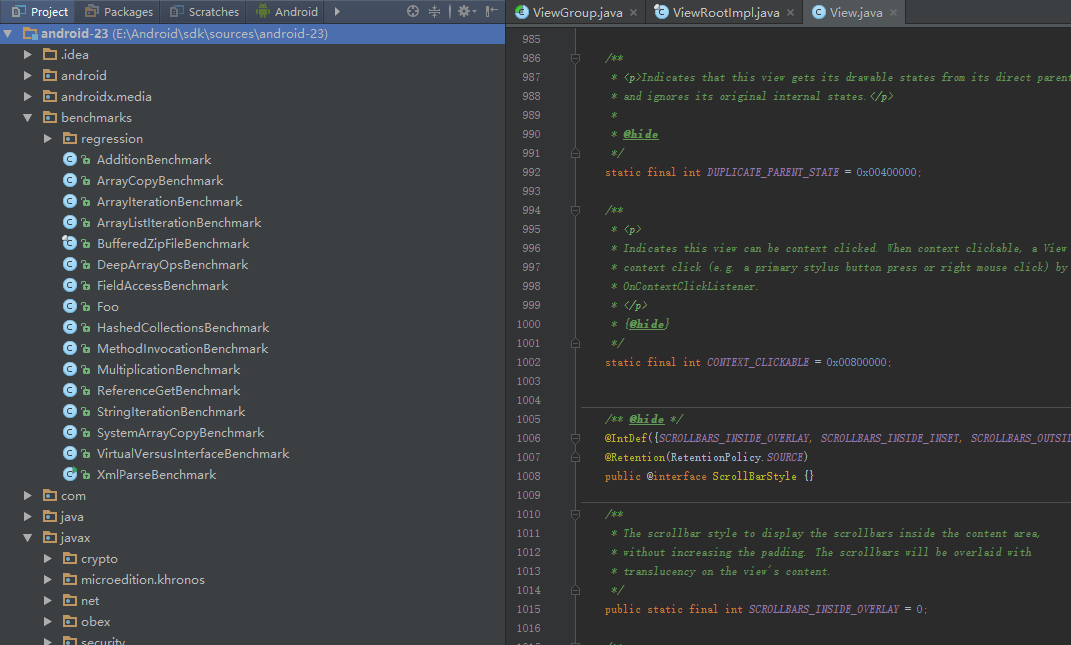 Project Packages Scratches Android
android-23 (E:\Android\sdk\sources\android-23)
.idea
android
androidx.media
benchmarks
regression
AdditionBenchmark
ArrayCopyBenchmark
ArrayIterationBenchmark
ArrayListIterationBenchmark
BufferedZipFileBenchmark
DeepArrayOpsBenchmark
FieldAccessBenchmark
Foo
HashedCollectionsBenchmark
MethodInvocationBenchmark
MultiplicationBenchmark
ReferenceGetBenchmark
StringIterationBenchmark
SystemArrayCopyBenchmark
VirtualVersusInterfaceBenchmark
XmlParseBenchmark
com
java
javax
crypto
microedition.khronos
net
obex
security
ViewGroup.java ViewRootImpl.java View.java
985
986 /**
987 * <p>Indicates that this view gets its drawable states from its direct parent
988 * and ignores its original internal states.</p>
989 *
990 * @hide
991 */
992 static final int DUPLICATE_PARENT_STATE = 0x00400000;
993
994 /**
995 * <p>
996 * Indicates this view can be context clicked. When context clickable, a View
997 * context click (e.g. a primary stylus button press or right mouse click) by
998 * OnContextClickListener.
999 * </p>
1000 * {@hide}
1001 */
1002 static final int CONTEXT_CLICKABLE = 0x00800000;
1003
1004
1005 /** @hide */
1006 @IntDef({SCROLLBARS_INSIDE_OVERLAY, SCROLLBARS_INSIDE_INSET, SCROLLBARS_OUTSID
1007 @Retention(RetentionPolicy.SOURCE)
1008 public @interface ScrollBarStyle {}
1009
1010 /**
1011 * The scrollbar style to display the scrollbars inside the content area,
1012 * without increasing the padding. The scrollbars will be overlaid with
1013 * translucency on the view's content.
1014 */
1015 public static final int SCROLLBARS_INSIDE_OVERLAY = 0;
1016